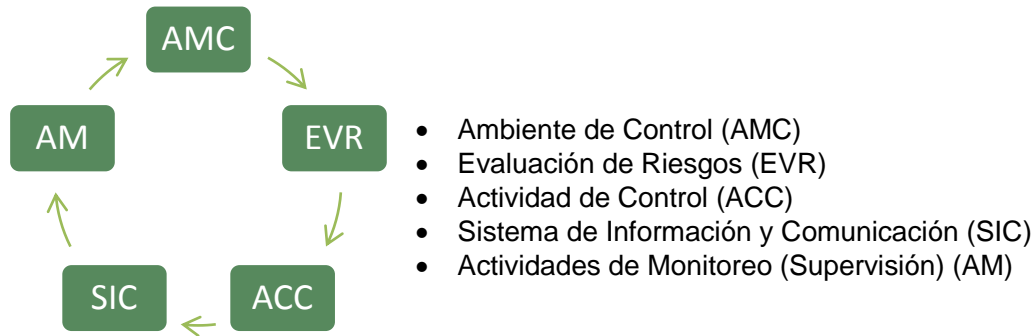 AMC
AM
EVR
SIC
ACC
• Ambiente de Control (AMC)
• Evaluación de Riesgos (EVR)
• Actividad de Control (ACC)
• Sistema de Información y Comunicación (SIC)
• Actividades de Monitoreo (Supervisión) (AM)